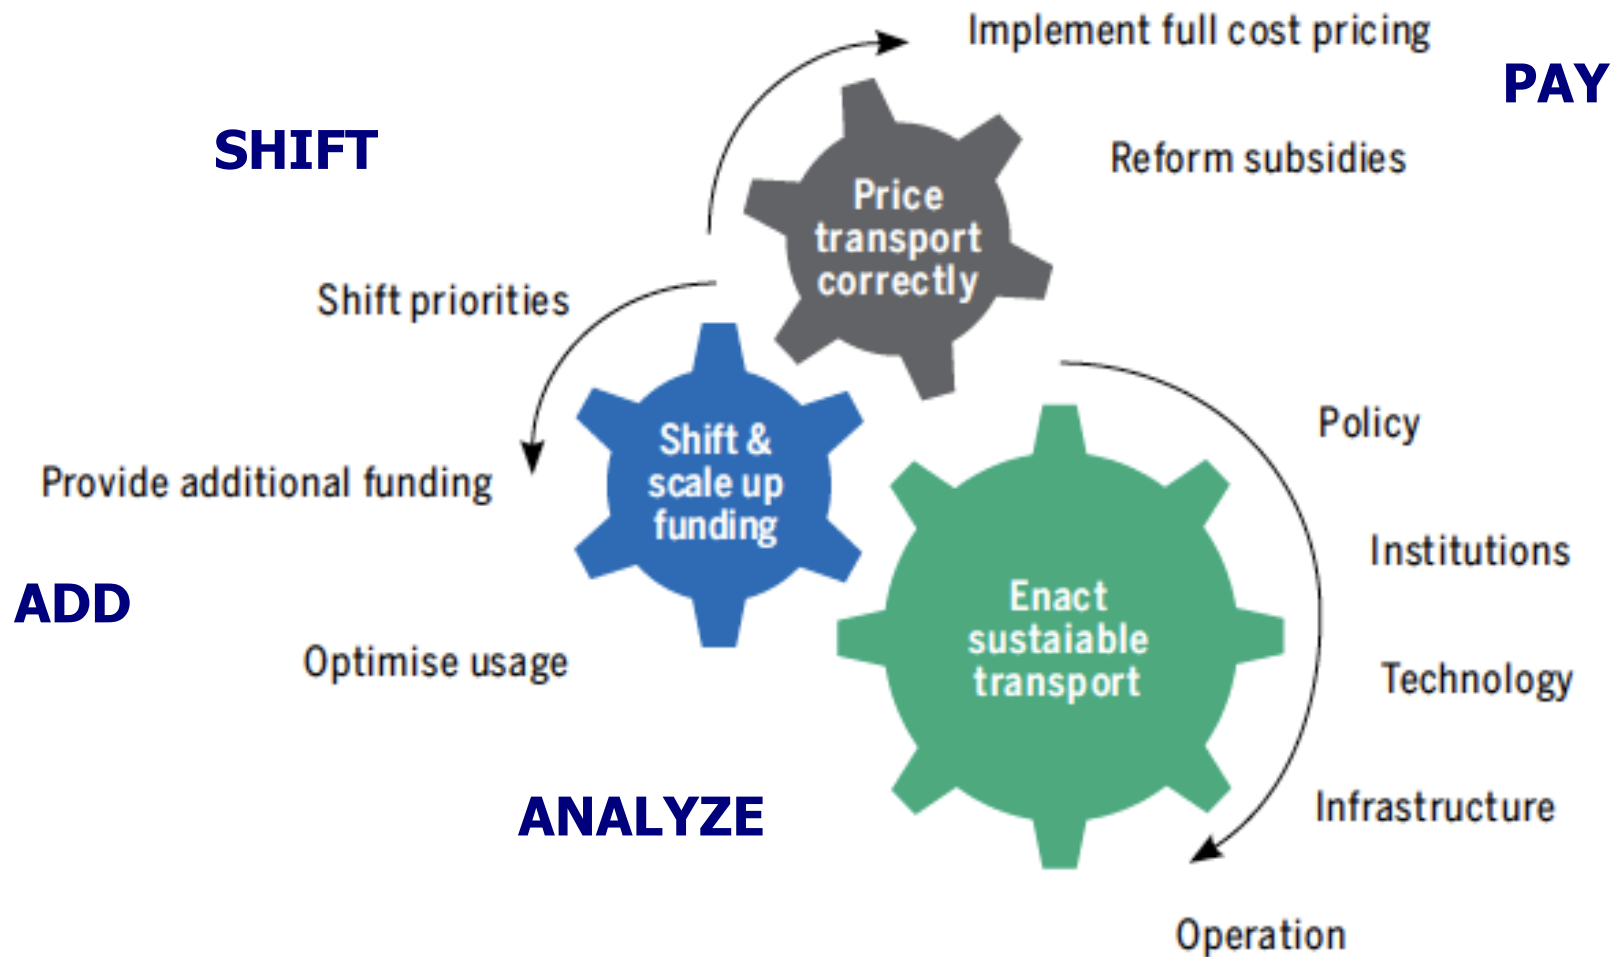 Implement full cost pricing
PAY
SHIFT
Reform subsidies
Price
transport
correctly
Shift priorities
Policy
Shift &
scale up
funding
Provide additional funding
Institutions
ADD
Enact
sustaiable
transport
Optimise usage
Technology
ANALYZE
Infrastructure
Operation